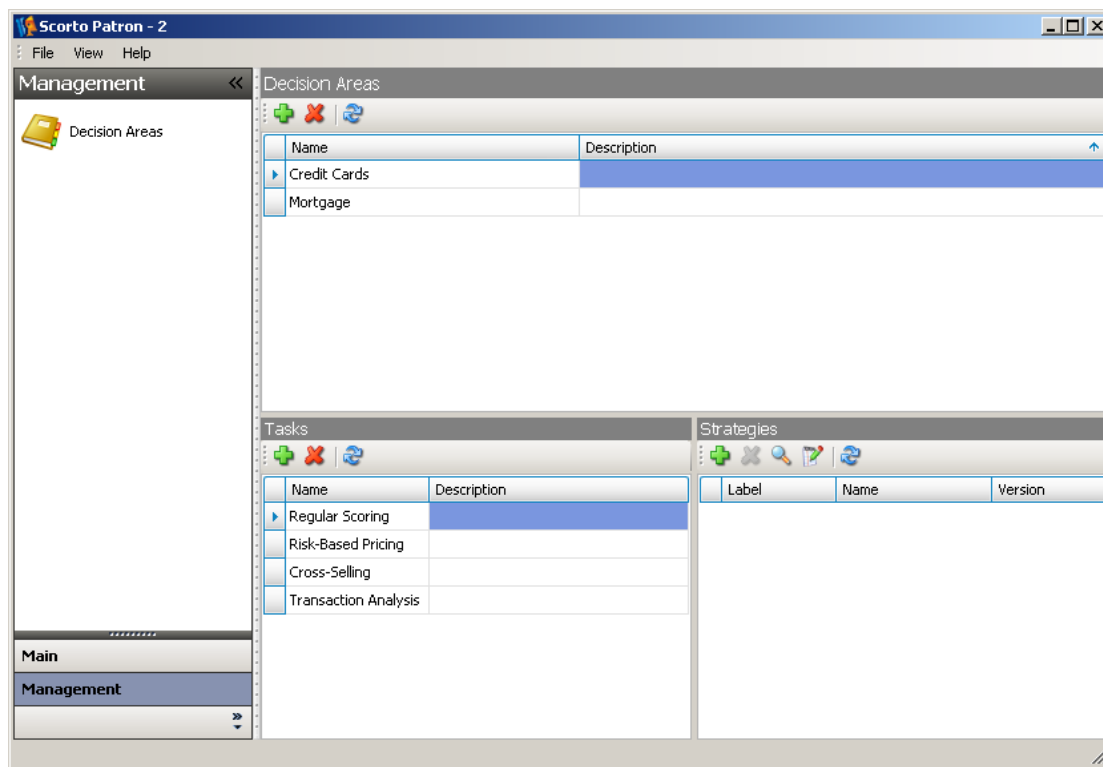 Scorto Patron - 2
File View Help
Management
Decision Areas
Decision Areas
Name Description
Credit Cards
Mortgage
Tasks
Name Description
Regular Scoring
Risk-Based Pricing
Cross-Selling
Transaction Analysis
Strategies
Label Name Version
Main
Management